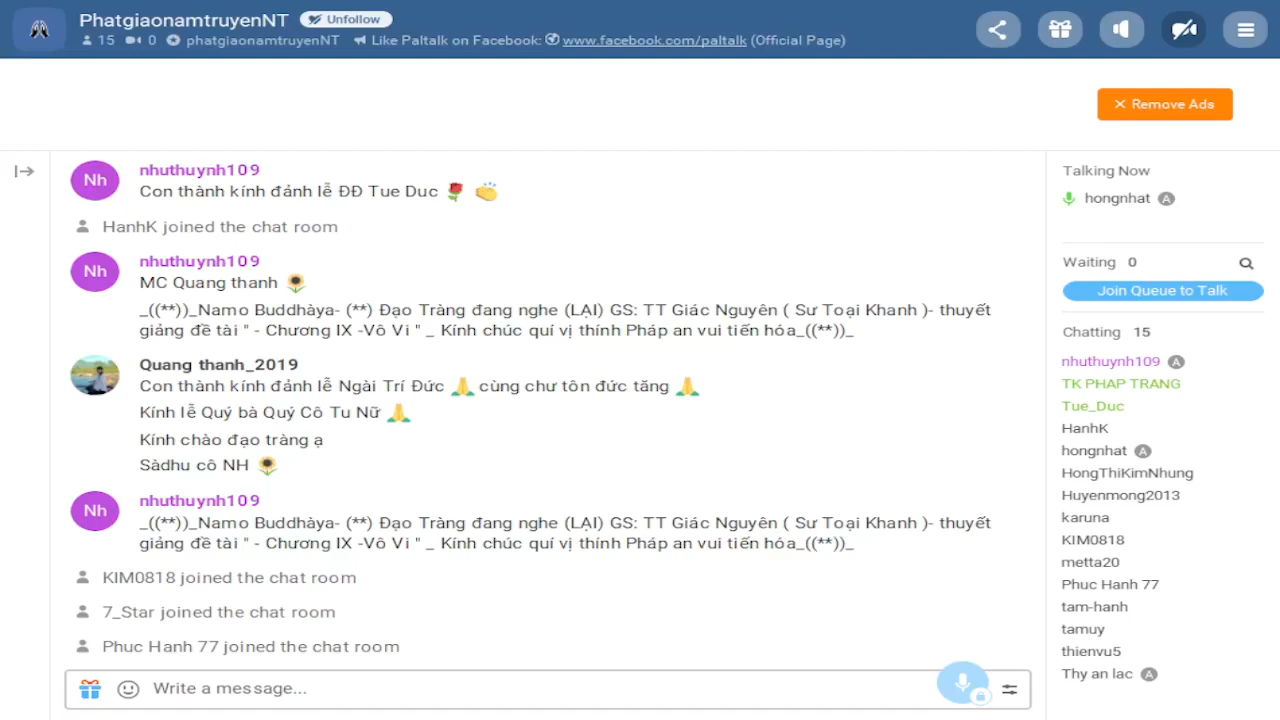 PhatgiaonamtruyenNT Unfollow
15 0 phatgiaonamtruyenNT Like Paltalk on Facebook: www.facebook.com/paltalk (Official Page)
Remove Ads
nhuthuynh109
Nh
Con thành kính đảnh lễ ĐĐ Tue Duc 🌹 👏
HanhK joined the chat room
nhuthuynh109
Nh
MC Quang thanh 🌻
_((**))_Namo Buddhàya- (**) Đạo Tràng đang nghe (LẠI) GS: TT Giác Nguyên ( Sư Toại Khanh )- thuyết
giảng đề tài " - Chương IX -Vô Vi " _ Kính chúc quí vị thính Pháp an vui tiến hóa_((**))_
Quang thanh_2019
Con thành kính đảnh lễ Ngài Trí Đức 🙏 cùng chư tôn đức tăng 🙏
Kính lễ Quý bà Quý Cô Tu Nữ 🙏
Kính chào đạo tràng ạ
Sàdhu cô NH 🌻
nhuthuynh109
Nh
_((**))_Namo Buddhàya- (**) Đạo Tràng đang nghe (LẠI) GS: TT Giác Nguyên ( Sư Toại Khanh )- thuyết
giảng đề tài " - Chương IX -Vô Vi " _ Kính chúc quí vị thính Pháp an vui tiến hóa_((**))_
KIM0818 joined the chat room
7_Star joined the chat room
Phuc Hanh 77 joined the chat room
Write a message...
Talking Now
hongnhat A
Waiting 0
Join Queue to Talk
Chatting 15
nhuthuynh109 A
TK PHAP TRANG
Tue_Duc
HanhK
hongnhat A
HongThiKimNhung
Huyenmong2013
karuna
KIM0818
metta20
Phuc Hanh 77
tam-hanh
tamuy
thienvu5
Thy an lac A